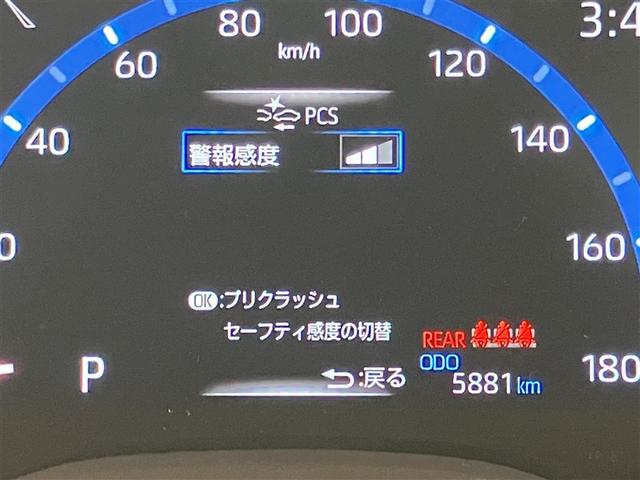 80
100
3:4
km/h
60
120
PCS
40
140
警報感度
0
160
OK:プリクラッシュ
セーフティ感度の切替
REAR
ODO
P
:戻る
5881km
180